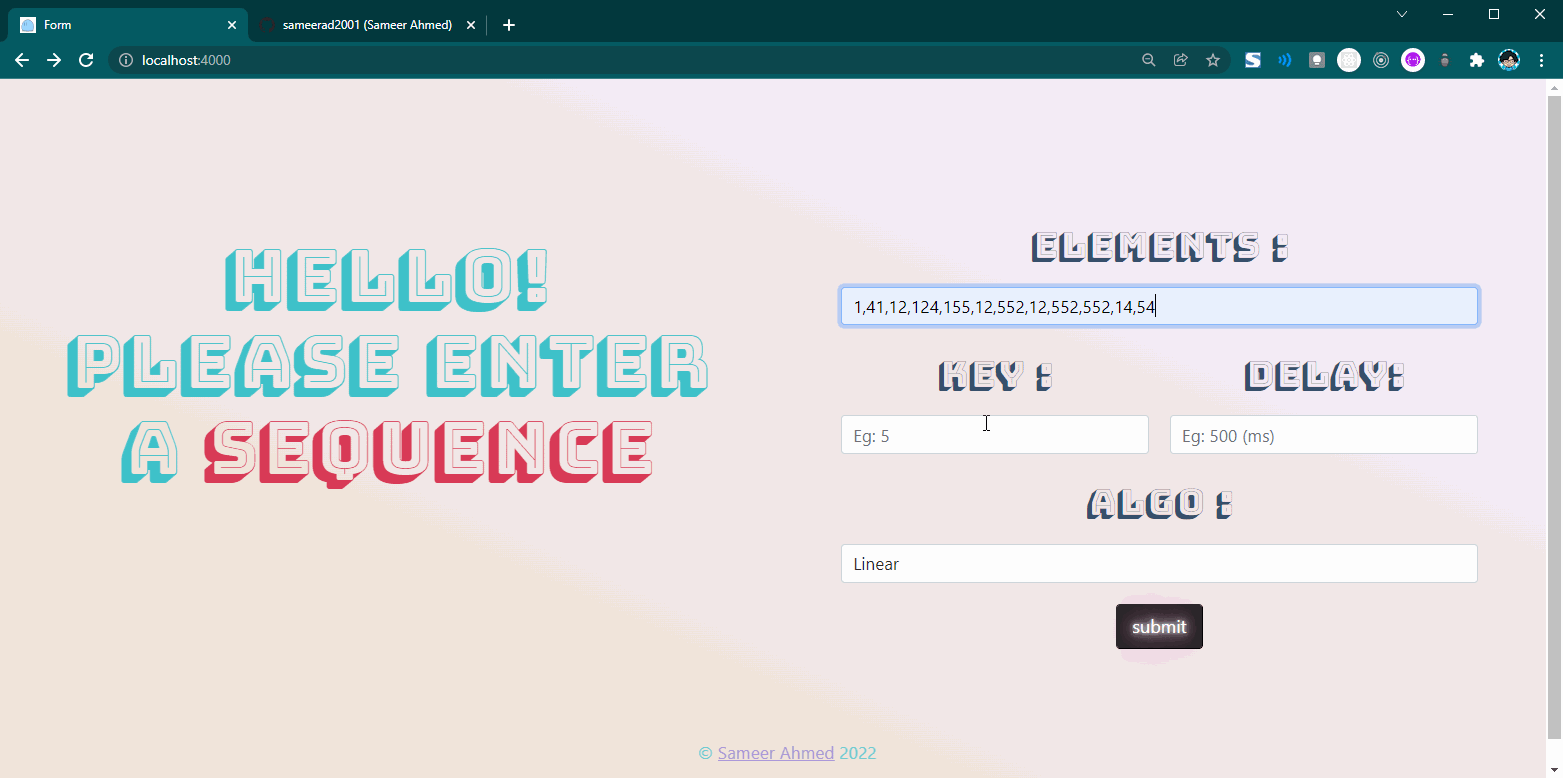 Form
sameerad2001 (Sameer Ahmed)
localhost:4000
HELLO!
PLEASE ENTER
A SEQUENCE
ELEMENTS :
1,41,12,124,155,12,552,12,552,552,14,54
KEY :
DELAY:
Eg: 5
Eg: 500 (ms)
ALGO :
Linear
submit
© Sameer Ahmed 2022